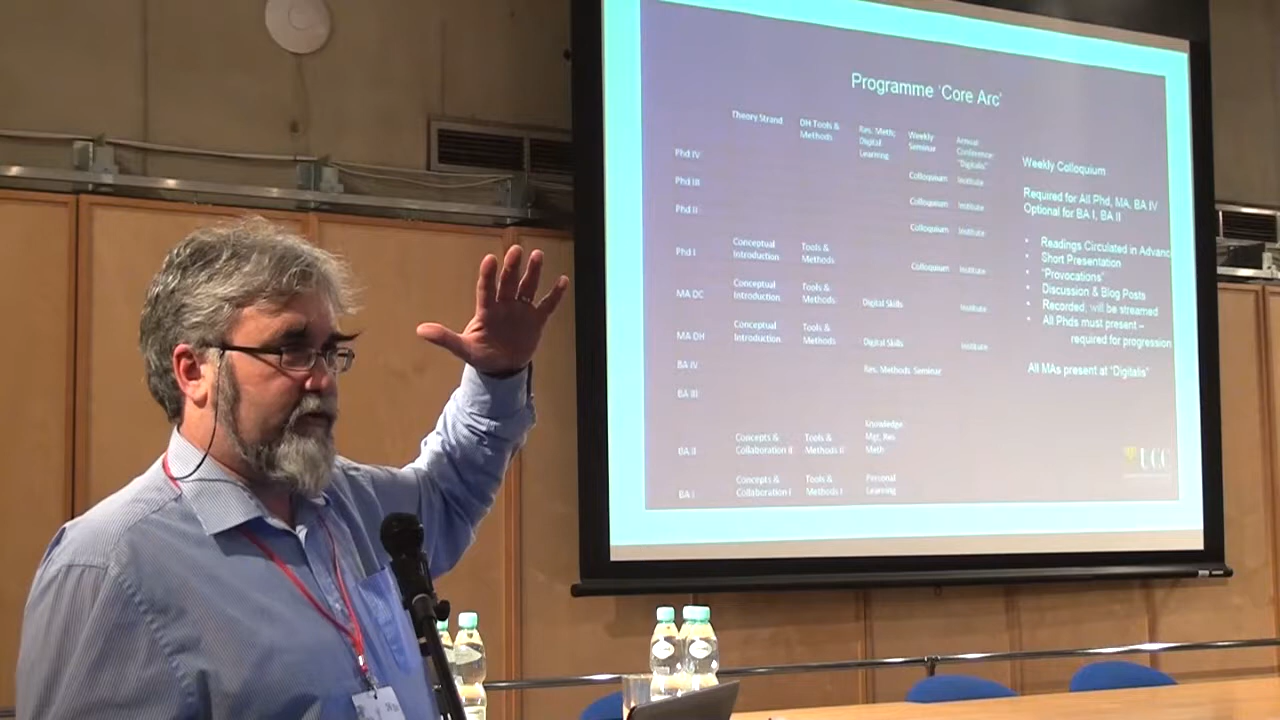 Programme 'Core Arc'
Theory Strand
DH Tools &
Methods
Res. Meth:
Digital
Learning
Weekly
Seminar
Annual
Conference:
"Digitalis"
Phd IV
Colloquium Institute
Phd III
Colloquium Institute
Phd II
Colloquium Institute
Phd I
Conceptual
Introduction
Tools &
Methods
Colloquium Institute
MA DC
Conceptual
Introduction
Tools &
Methods
Digital Skills
Institute
MA DH
Conceptual
Introduction
Tools &
Methods
Digital Skills
Institute
BA IV
Res. Methods Seminar
BA III
BA II
Concepts &
Collaboration II
Tools &
Methods II
Knowledge
Mgt, Res
Meth
BA I
Concepts &
Collaboration I
Tools &
Methods I
Personal
Learning
Weekly Colloquium
Required for All Phd, MA, BA IV
Optional for BA I, BA II
• Readings Circulated in Advanc
• Short Presentation
• "Provocations"
• Discussion & Blog Posts
• Recorded, will be streamed
• All Phds must present –
required for progression
All MAs present at "Digitalis"
UCC